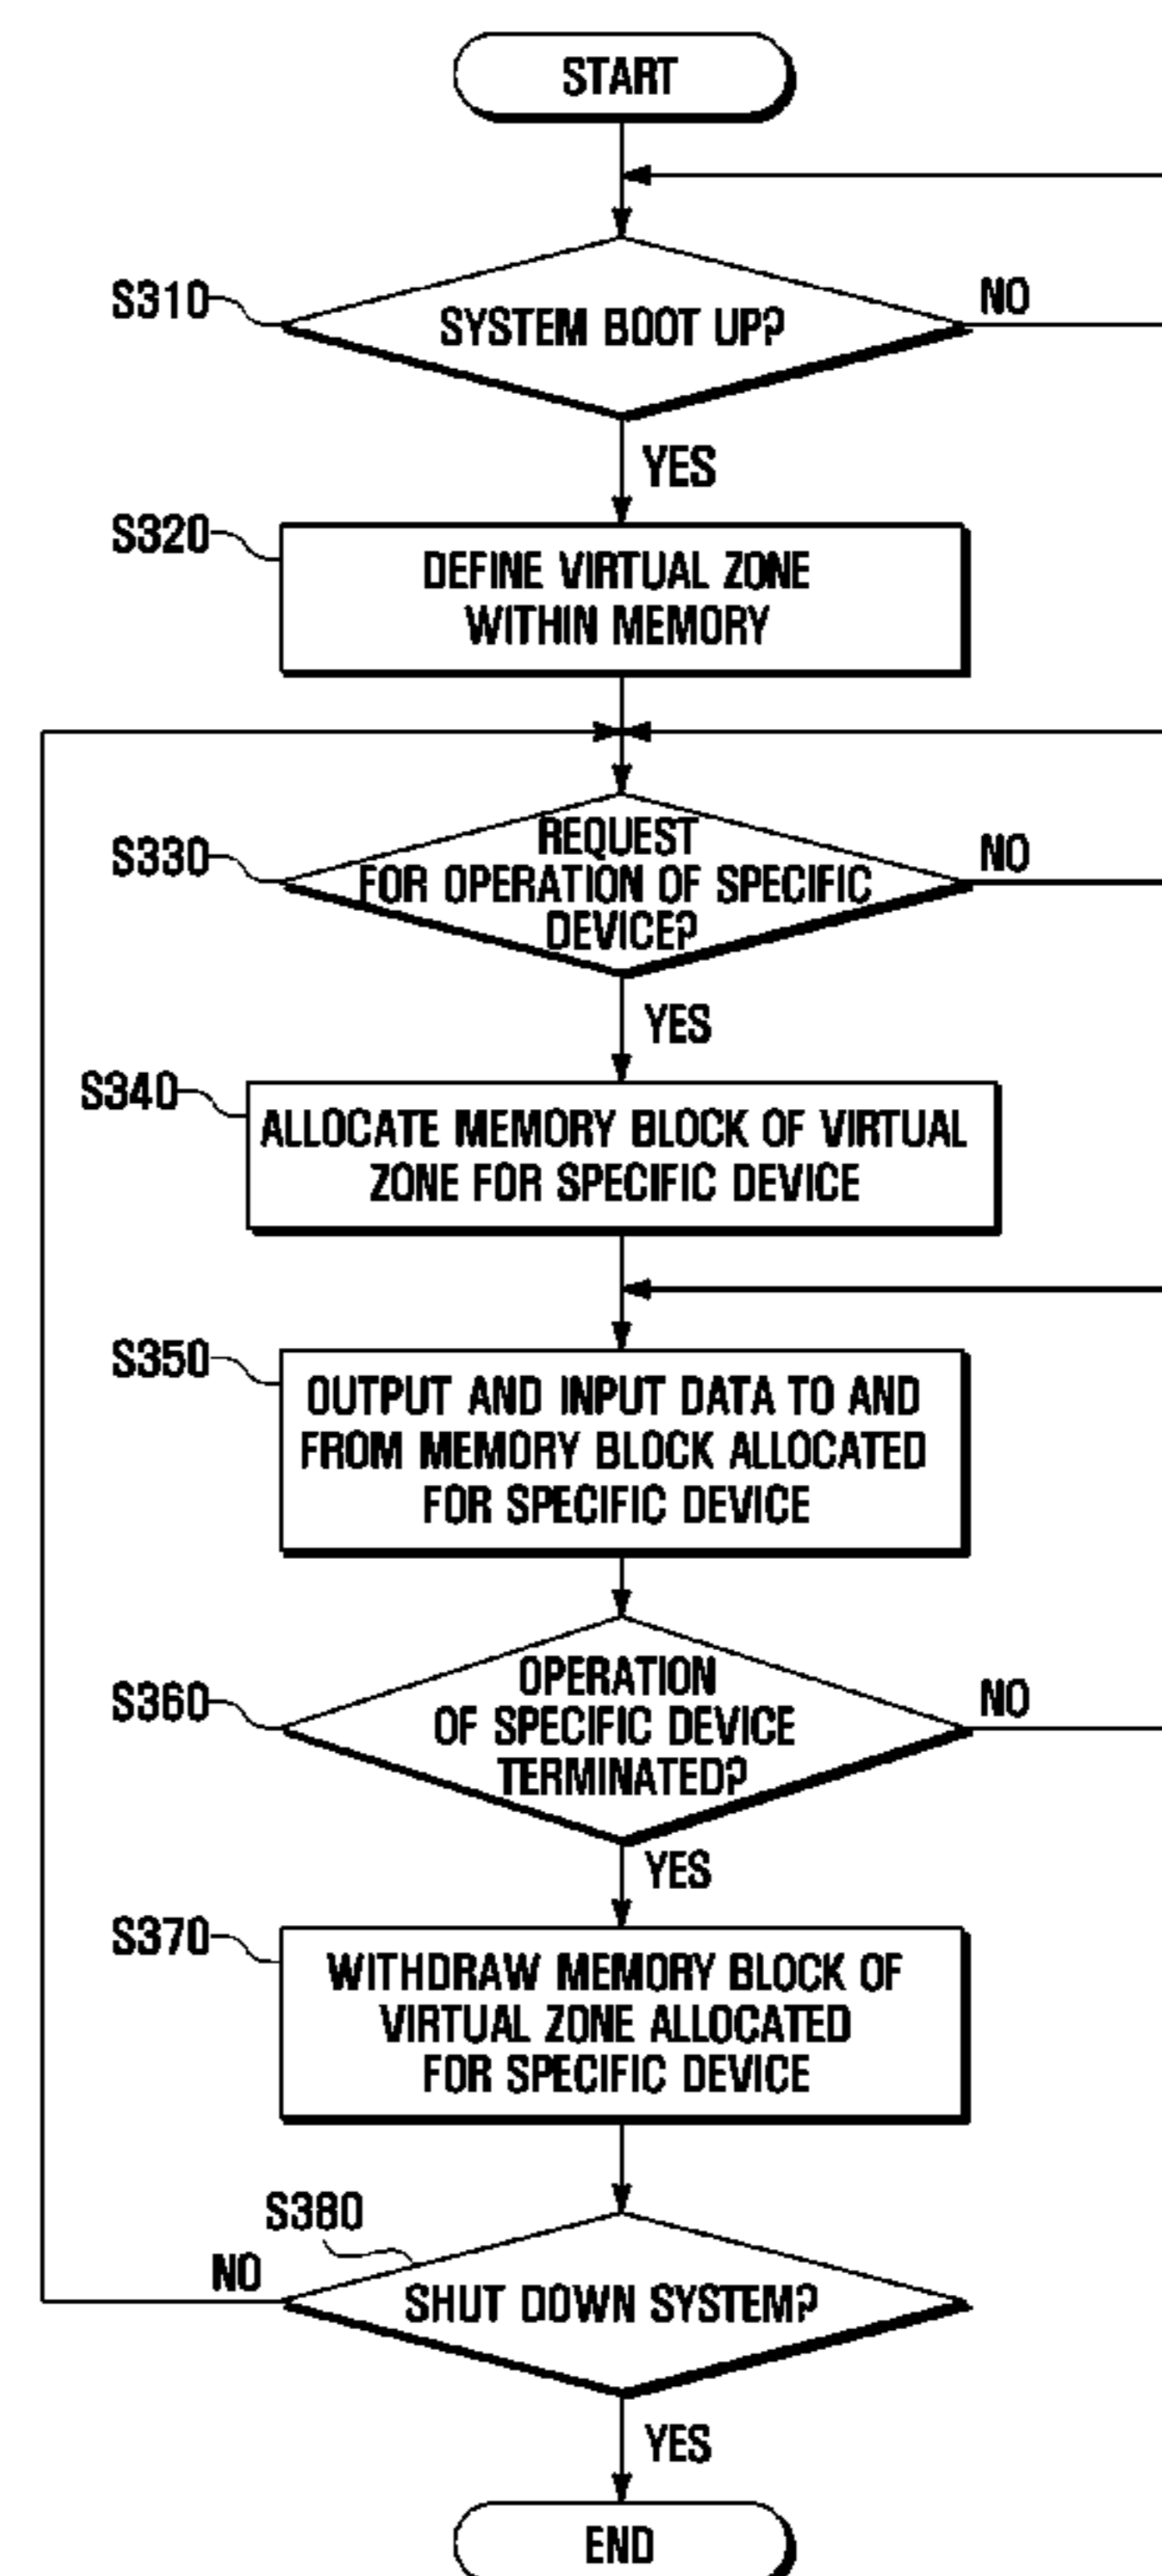 START
S310
SYSTEM BOOT UP?
NO
YES
S320
DEFINE VIRTUAL ZONE
WITHIN MEMORY
S330
REQUEST
FOR OPERATION OF SPECIFIC
DEVICE?
NO
YES
S340
ALLOCATE MEMORY BLOCK OF VIRTUAL
ZONE FOR SPECIFIC DEVICE
S350
OUTPUT AND INPUT DATA TO AND
FROM MEMORY BLOCK ALLOCATED
FOR SPECIFIC DEVICE
S360
OPERATION
OF SPECIFIC DEVICE
TERMINATED?
NO
YES
S370
WITHDRAW MEMORY BLOCK OF
VIRTUAL ZONE ALLOCATED
FOR SPECIFIC DEVICE
S380
NO
SHUT DOWN SYSTEM?
YES
END